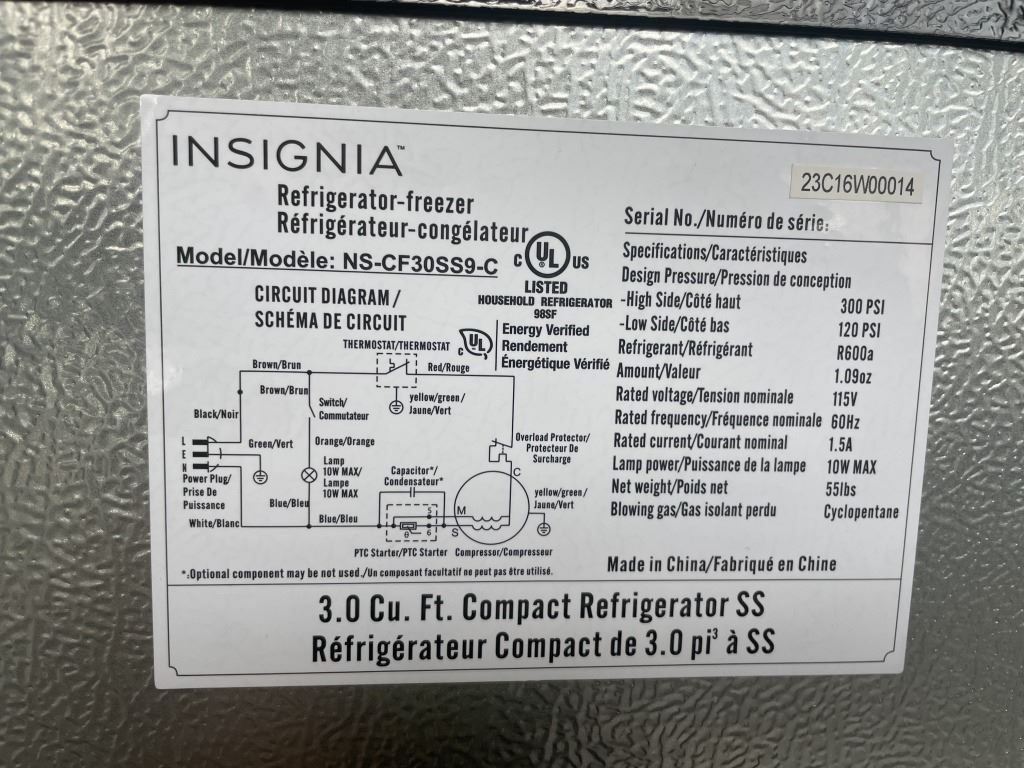 INSIGNIA™
Refrigerator-freezer
Réfrigérateur-congélateur
Model/Modèle: NS-CF30SS9-C
C UL US
LISTED
HOUSEHOLD REFRIGERATOR
98SF
C UL
Energy Verified
Rendement
Énergétique Vérifié
CIRCUIT DIAGRAM /
SCHÉMA DE CIRCUIT
THERMOSTAT/THERMOSTAT
Brown/Brun
Red/Rouge
Brown/Brun
Switch/
Commutateur
yellow/green/
Jaune/Vert
Black/Noir
L
E
N
Green/Vert
Orange/Orange
Power Plug/
Prise De
Puissance
Lamp
10W MAX/
Lampe
10W MAX
Capacitor*/
Condensateur*
Overload Protector/
Protecteur De
Surcharge
C
yellow/green/
Jaune/Vert
Blue/Bleu
White/Blanc
Blue/Bleu
5
6
θ
M
S
PTC Starter/PTC Starter
Compressor/Compresseur
*:Optional component may be not used./Un composant facultatif ne peut pas être utilisé.
23C16W00014
Serial No./Numéro de série:
Specifications/Caractéristiques
Design Pressure/Pression de conception
-High Side/Côté haut 300 PSI
-Low Side/Côté bas 120 PSI
Refrigerant/Réfrigérant R600a
Amount/Valeur 1.09oz
Rated voltage/Tension nominale 115V
Rated frequency/Fréquence nominale 60Hz
Rated current/Courant nominal 1.5A
Lamp power/Puissance de la lampe 10W MAX
Net weight/Poids net 55lbs
Blowing gas/Gas isolant perdu Cyclopentane
Made in China/Fabriqué en Chine
3.0 Cu. Ft. Compact Refrigerator SS
Réfrigérateur Compact de 3.0 pi³ à SS